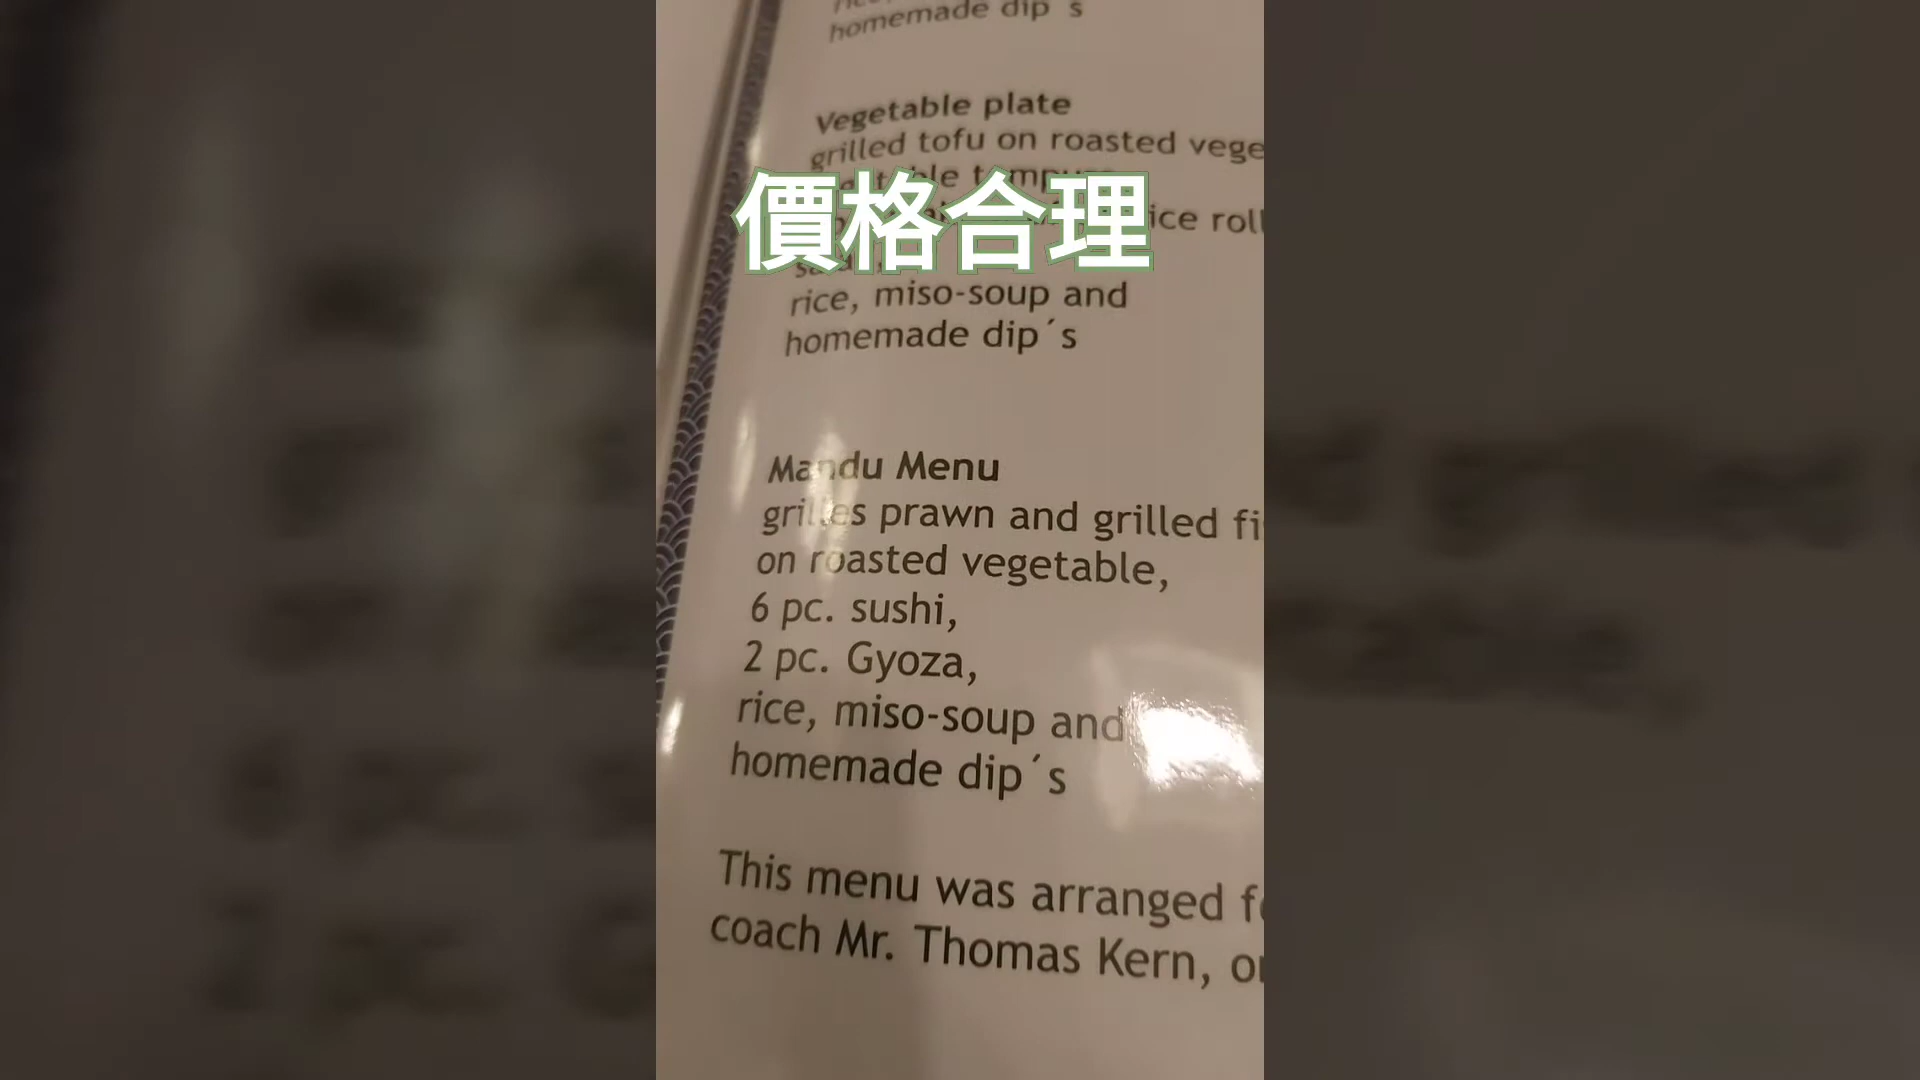 homemade dip´s
Vegetable plate
grilled tofu on roasted vege
價格合理
ice roll
rice, miso-soup and
homemade dip´s
Mandu Menu
grilles prawn and grilled fi
on roasted vegetable,
6 pc. sushi,
2 pc. Gyoza,
rice, miso-soup and
homemade dip´s
This menu was arranged f
coach Mr. Thomas Kern, o